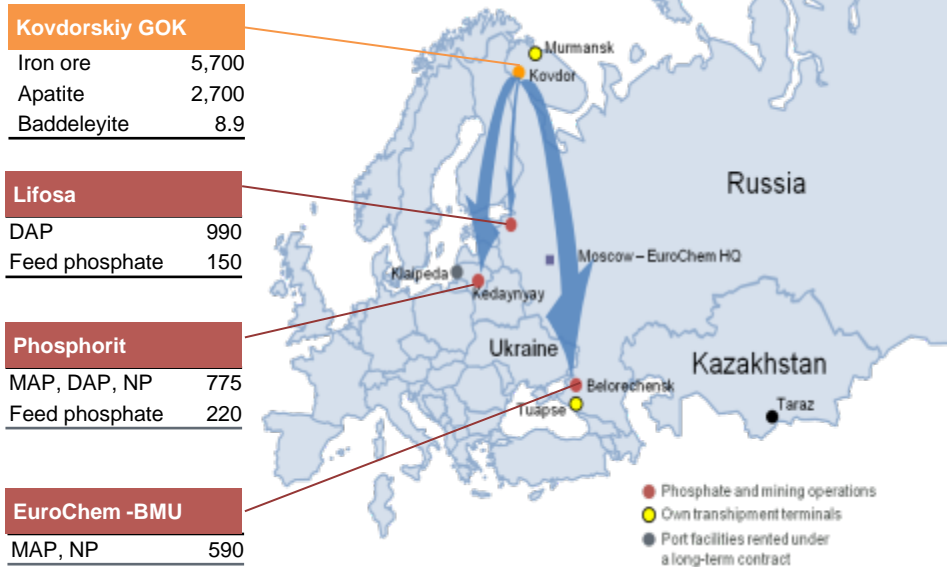 Kovdorskiy GOK
Iron ore 5,700
Apatite 2,700
Baddeleyite 8.9
Lifosa
DAP 990
Feed phosphate 150
Phosphorit
MAP, DAP, NP 775
Feed phosphate 220
EuroChem -BMU
MAP, NP 590
Murmansk
Kovdor
Russia
Moscow – EuroChem HQ
Klaipeda
Kedaynyay
Ukraine
Kazakhstan
Belorechensk
Tuapse
Taraz
Phosphate and mining operations
Own transhipment terminals
Port facilities rented under
a long-term contract